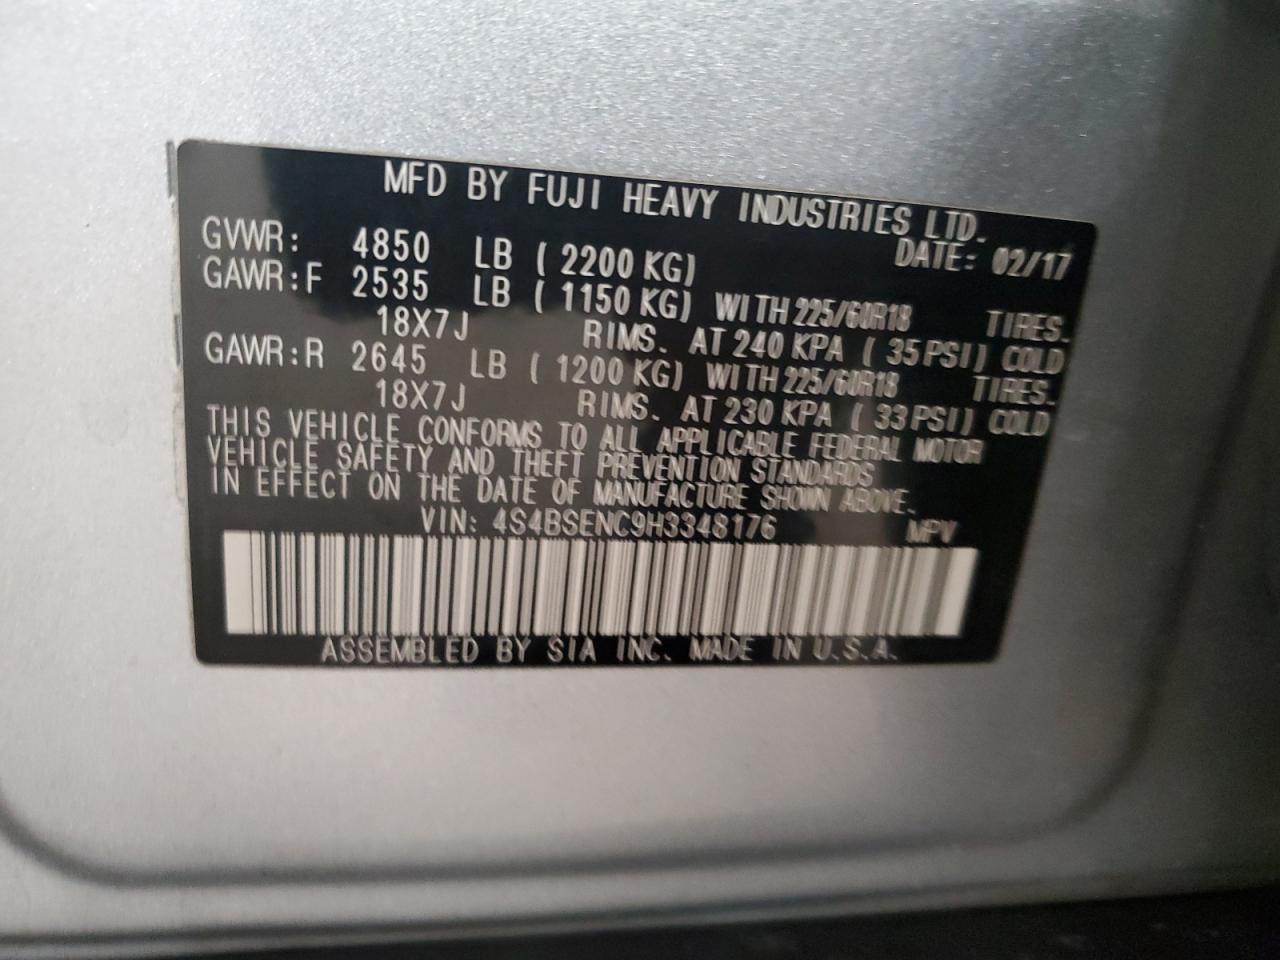 MFD BY FUJI HEAVY INDUSTRIES LTD.
DATE: 02/17
GVWR: 4850 LB ( 2200 KG)
GAWR:F 2535 LB ( 1150 KG) WITH 225/60R18 TIRES.
18X7J RIMS. AT 240 KPA ( 35PSI) COLD
GAWR:R 2645 LB ( 1200 KG) WITH 225/60R18 TIRES.
18X7J RIMS. AT 230 KPA ( 33PSI) COLD
THIS VEHICLE CONFORMS TO ALL APPLICABLE FEDERAL MOTOR
VEHICLE SAFETY AND THEFT PREVENTION STANDARDS
IN EFFECT ON THE DATE OF MANUFACTURE SHOWN ABOVE.
VIN: 4S4BSENC9H3348176 MPV
ASSEMBLED BY SIA INC. MADE IN U.S.A.